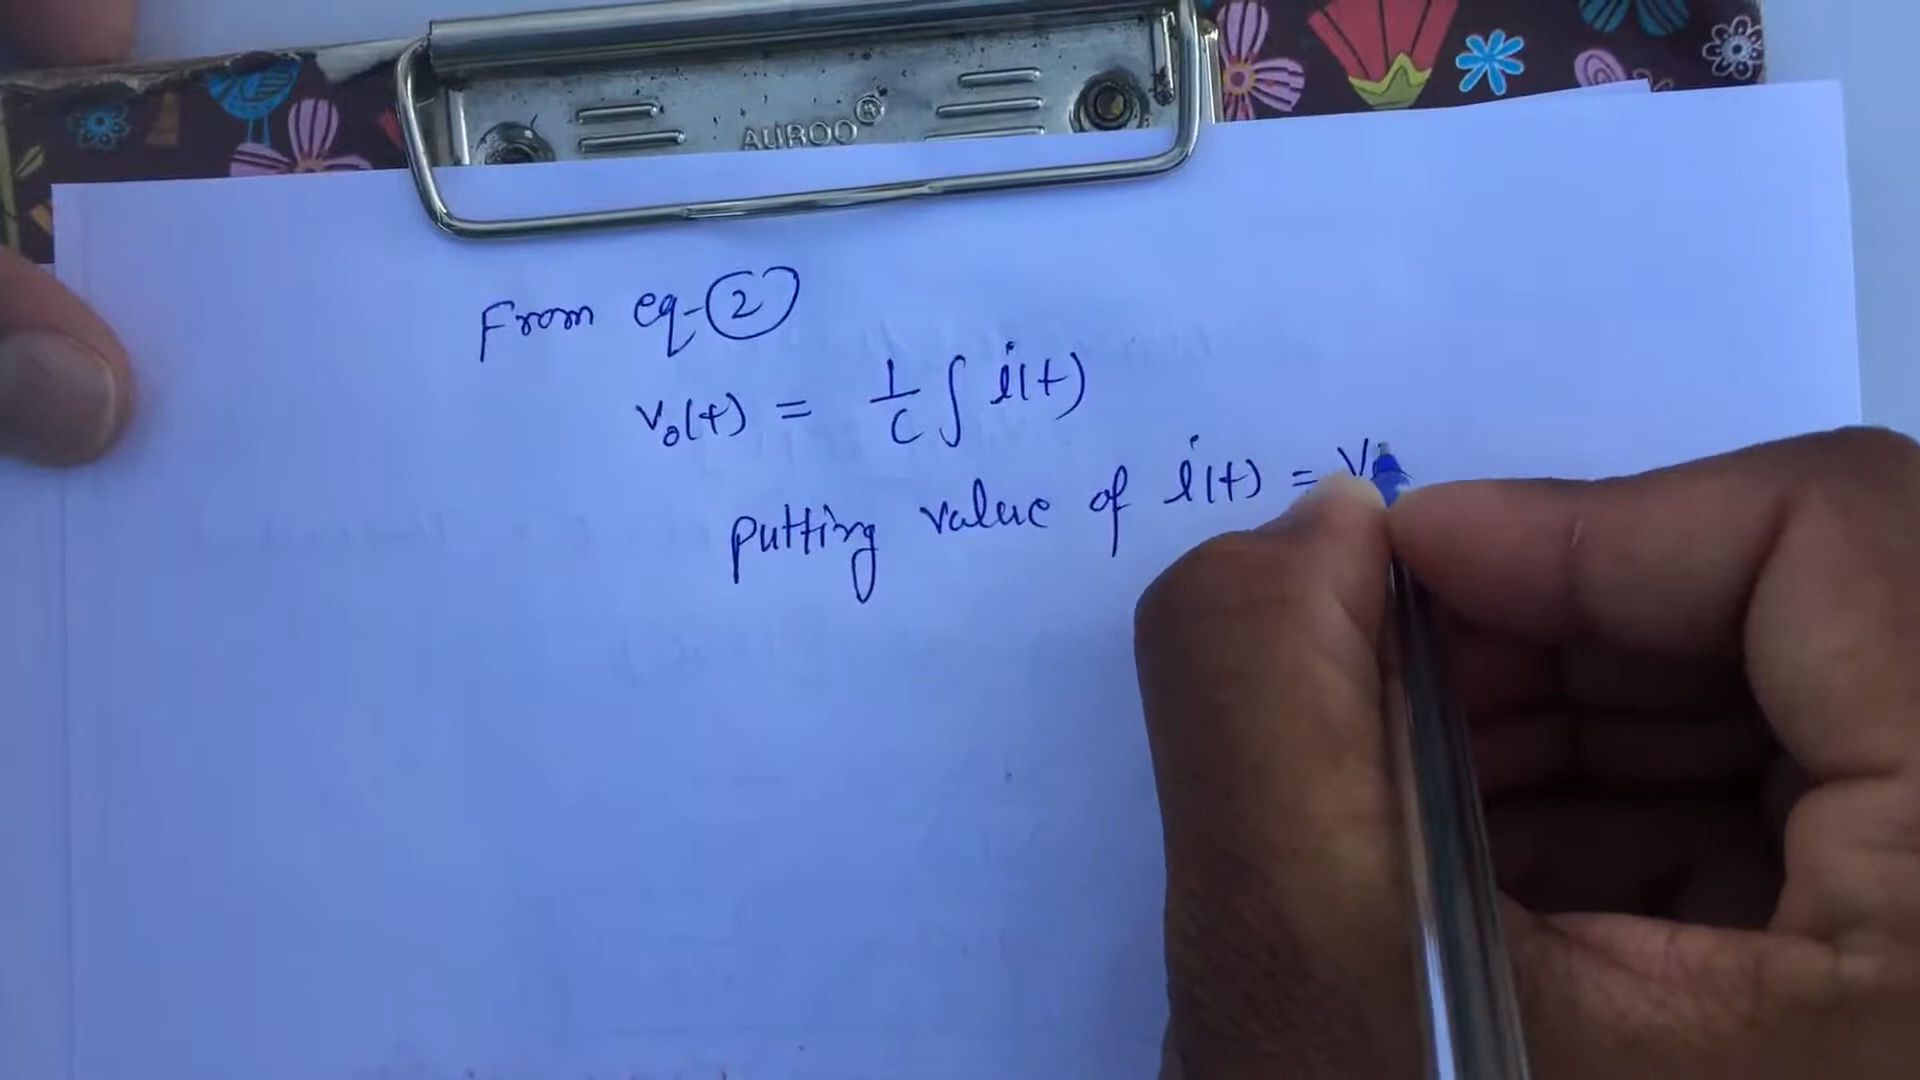 AUROO®
From eq-②
v₀(t) = 1/C ∫ i(t)
putting value of i(t) = V